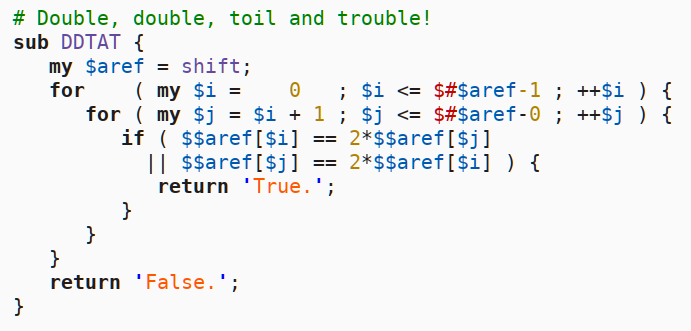 # Double, double, toil and trouble!
sub DDTAT {
   my $aref = shift;
   for    ( my $i =    0   ; $i <= $#$aref-1 ; ++$i ) {
      for ( my $j = $i + 1 ; $j <= $#$aref-0 ; ++$j ) {
         if ( $$aref[$i] == 2*$$aref[$j]
           || $$aref[$j] == 2*$$aref[$i] ) {
            return 'True.';
         }
      }
   }
   return 'False.';
}